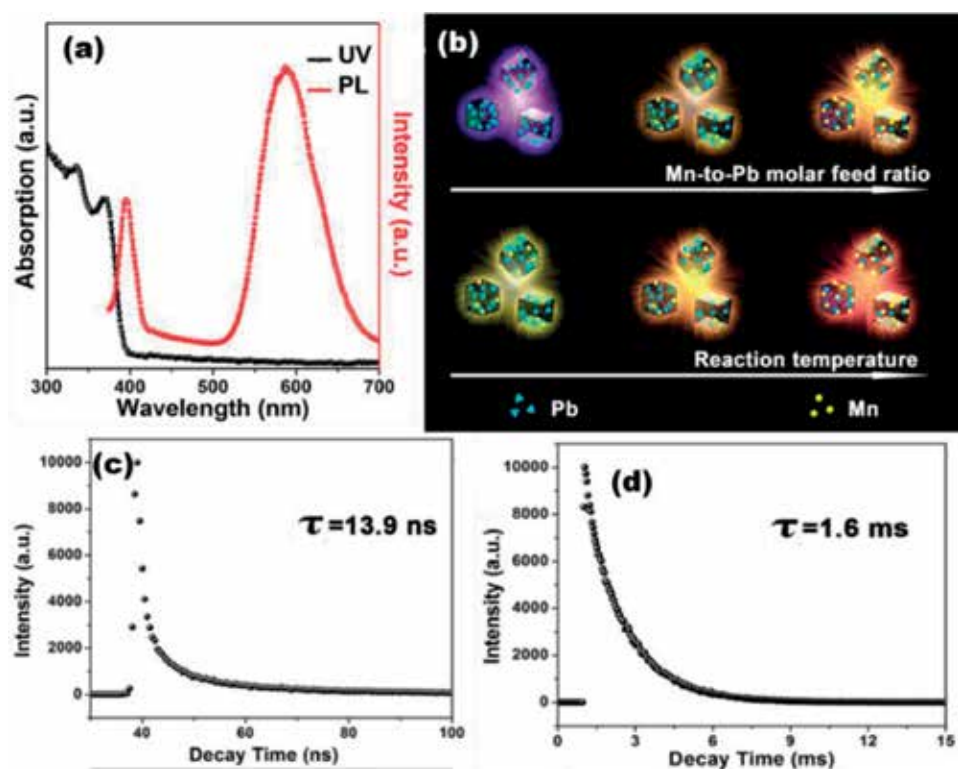 (a)
UV
PL
Absorption (a.u.)
Intensity (a.u.)
300 400 500 600 700
Wavelength (nm)
(b)
Mn-to-Pb molar feed ratio
Reaction temperature
Pb Mn
(c)
τ=13.9 ns
Intensity (a.u.)
10000
8000
6000
4000
2000
0
40 60 80 100
Decay Time (ns)
(d)
τ=1.6 ms
Intensity (a.u.)
10000
8000
6000
4000
2000
0
0 3 6 9 12 15
Decay Time (ms)